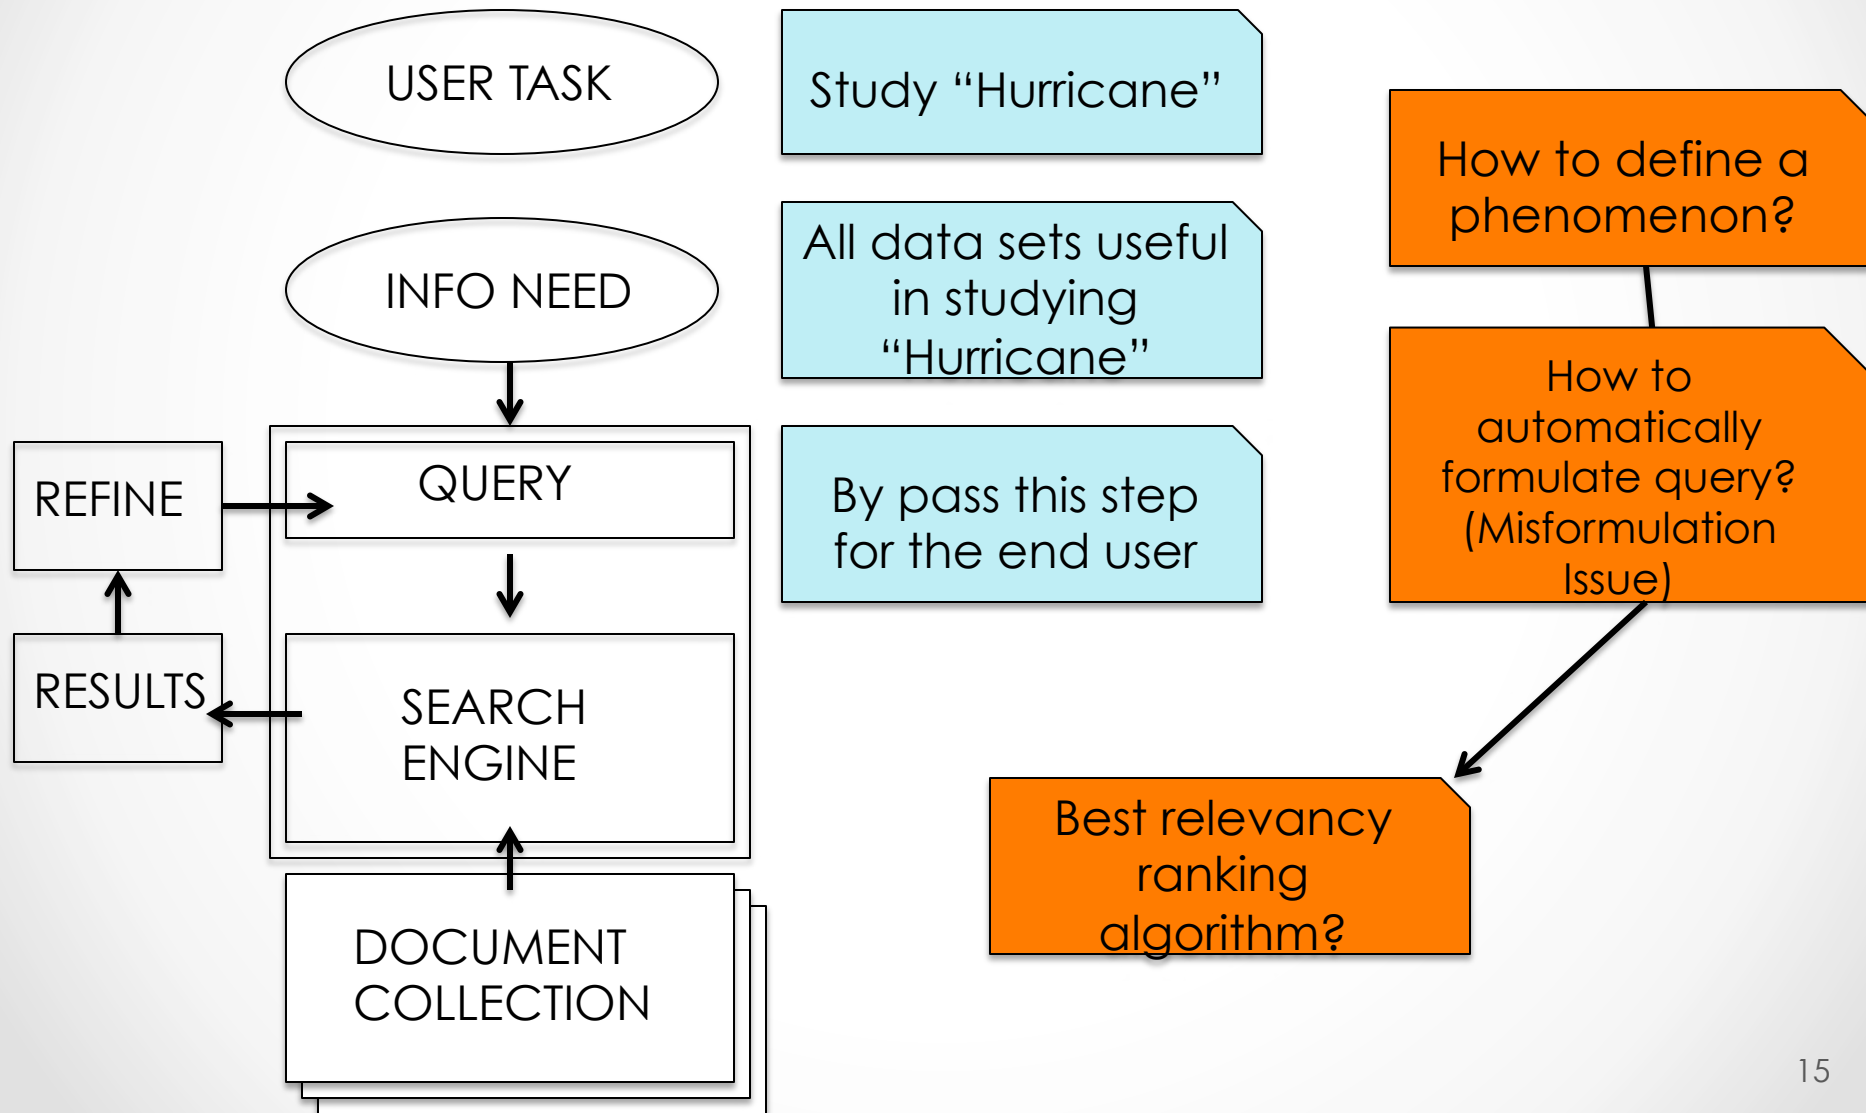 USER TASK
Study “Hurricane”
How to define a
phenomenon?
INFO NEED
All data sets useful
in studying
“Hurricane”
How to
automatically
formulate query?
(Misformulation
Issue)
REFINE
QUERY
By pass this step
for the end user
RESULTS
SEARCH
ENGINE
Best relevancy
ranking
algorithm?
DOCUMENT
COLLECTION
15